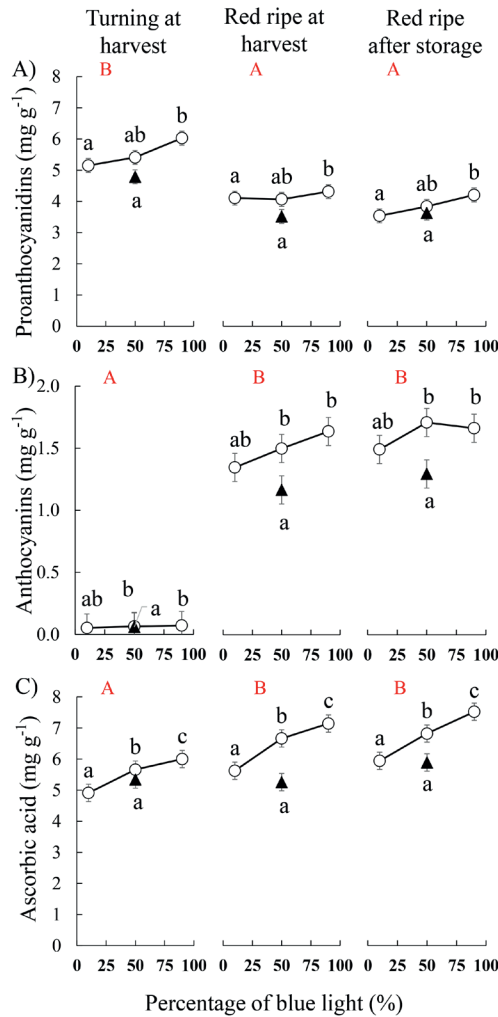 Turning at harvest
Red ripe at harvest
Red ripe after storage
A)
B
A
A
Proanthocyanidins (mg g-1)
8
7
6
5
4
3
2
1
0
a ab b
a
a ab b
a
a ab b
a
0 25 50 75 100
0 25 50 75 100
0 25 50 75 100
B)
A
B
B
Anthocyanins (mg g-1)
2.0
1.5
1.0
0.5
0.0
ab b a b
ab b b
a
ab b b
a
0 25 50 75 100
0 25 50 75 100
0 25 50 75 100
C)
A
B
B
Ascorbic acid (mg g-1)
8
7
6
5
4
3
2
1
0
a b c
a
a b c
a
a b c
a
0 25 50 75 100
0 25 50 75 100
0 25 50 75 100
Percentage of blue light (%)